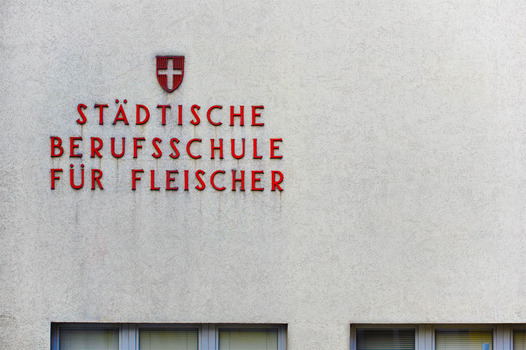 STÄDTISCHE
BERUFSSCHULE
FÜR FLEISCHER